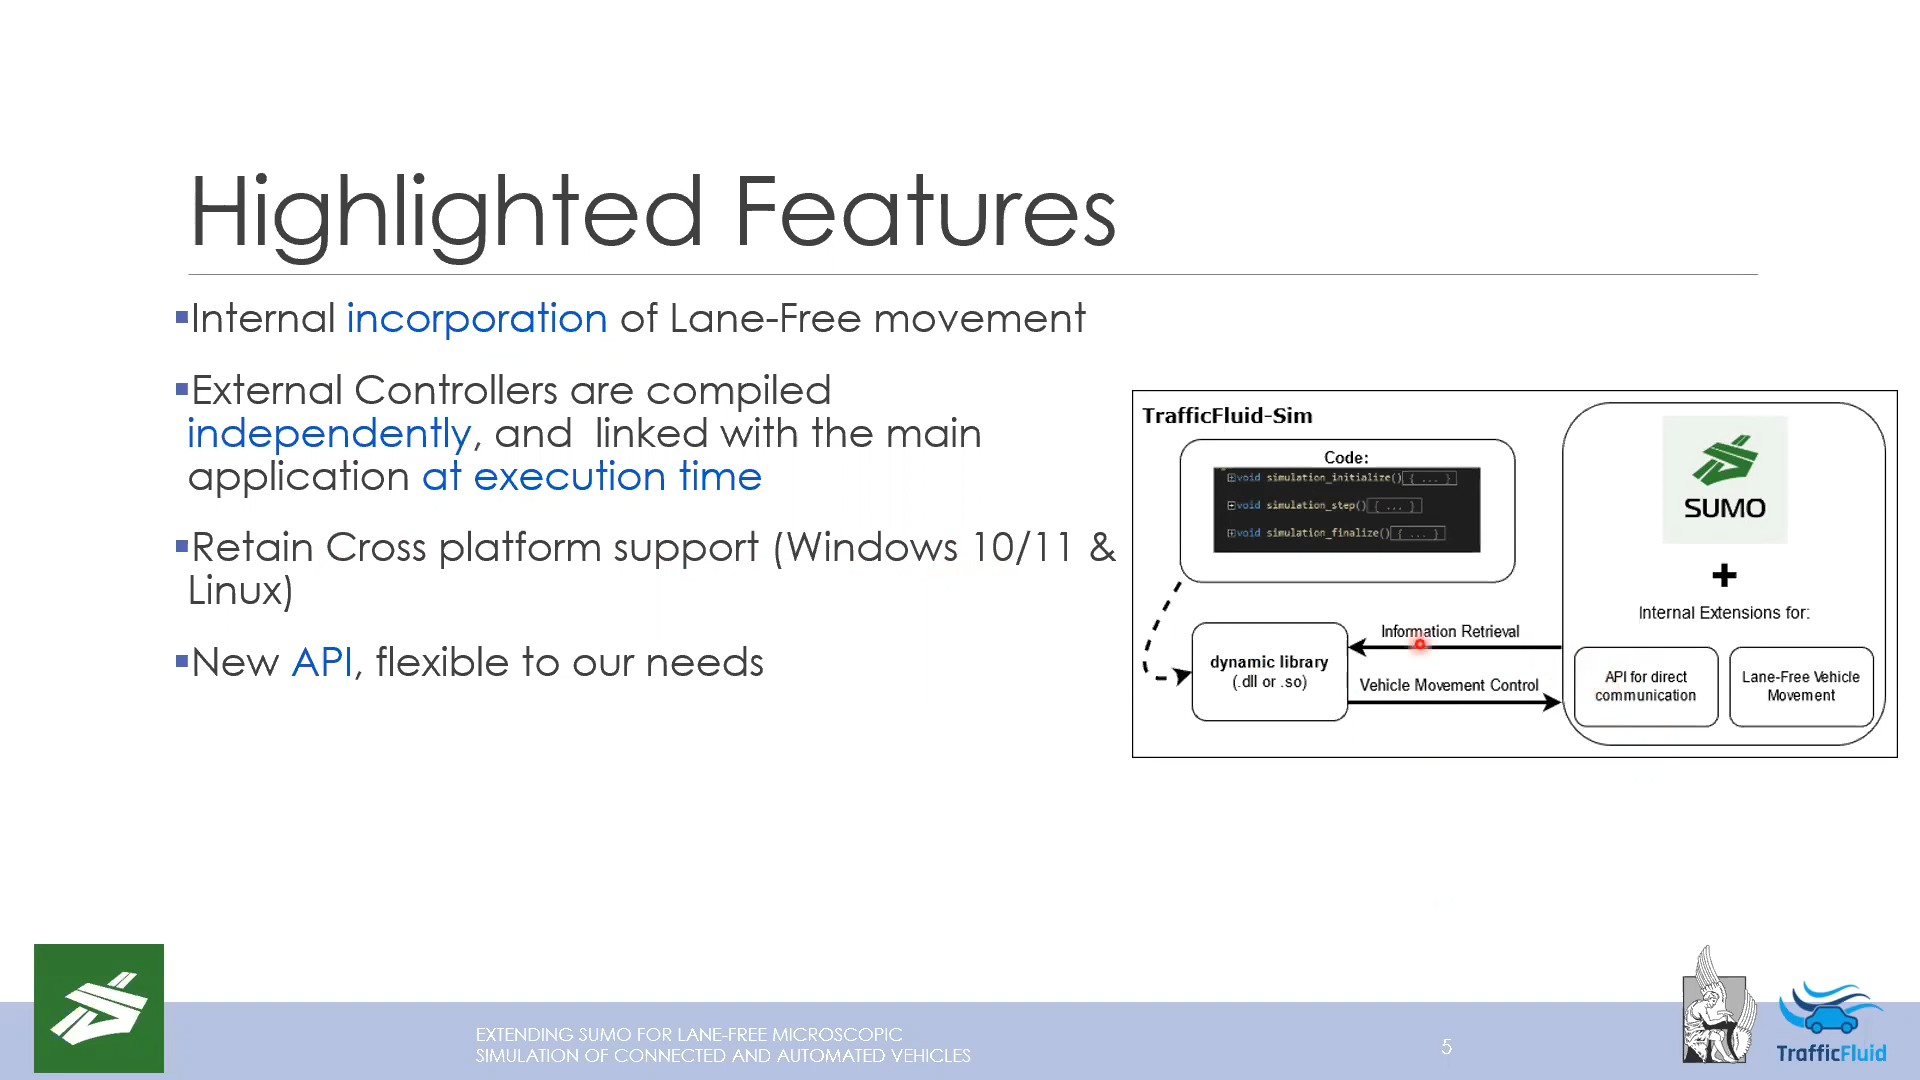 Highlighted Features
▪Internal incorporation of Lane-Free movement
▪External Controllers are compiled
independently, and  linked with the main
application at execution time
▪Retain Cross platform support (Windows 10/11 &
Linux)
▪New API, flexible to our needs
TrafficFluid-Sim
Code:
void simulation_initialize(){ ... }
void simulation_step(){ ... }
void simulation_finalize(){ ... }
dynamic library
(.dll or .so)
Information Retrieval
Vehicle Movement Control
SUMO
+
Internal Extensions for:
API for direct
communication
Lane-Free Vehicle
Movement
EXTENDING SUMO FOR LANE-FREE MICROSCOPIC
SIMULATION OF CONNECTED AND AUTOMATED VEHICLES
5
TrafficFluid